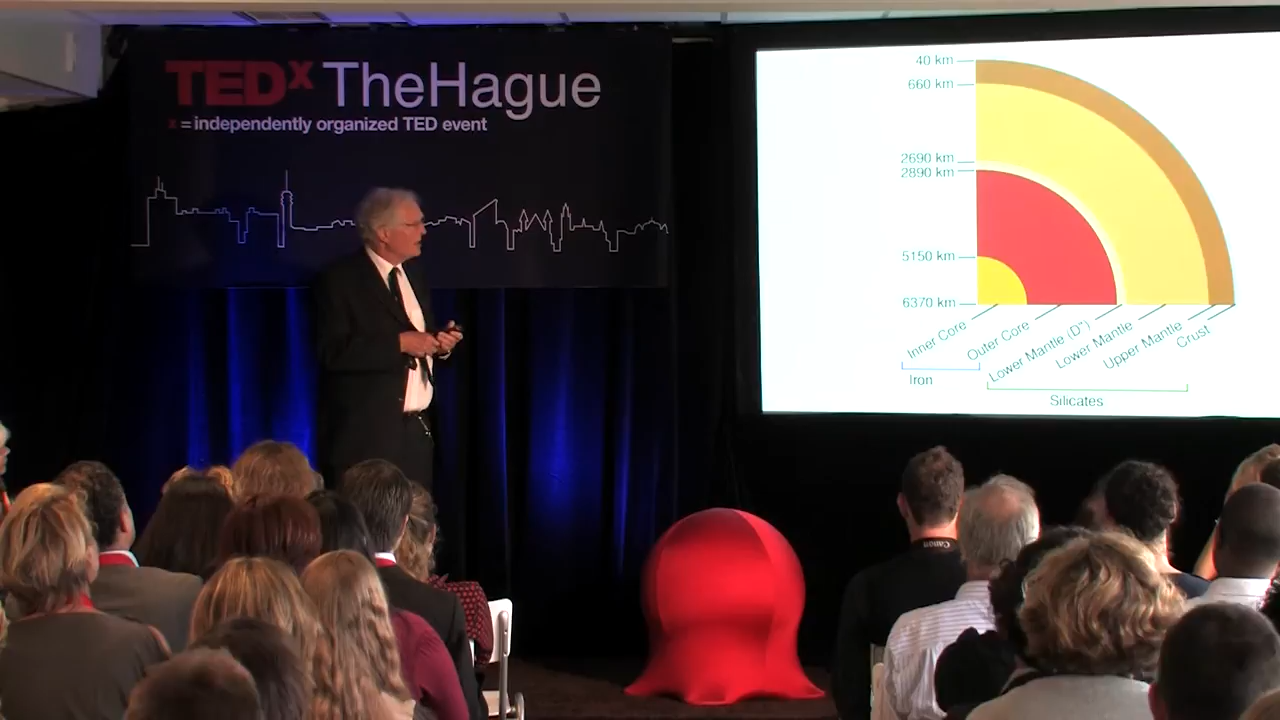 TEDx TheHague
x = independently organized TED event
40 km
660 km
2690 km
2890 km
5150 km
6370 km
Inner Core
Outer Core
Lower Mantle (D")
Lower Mantle
Upper Mantle
Crust
Iron
Silicates
Canon